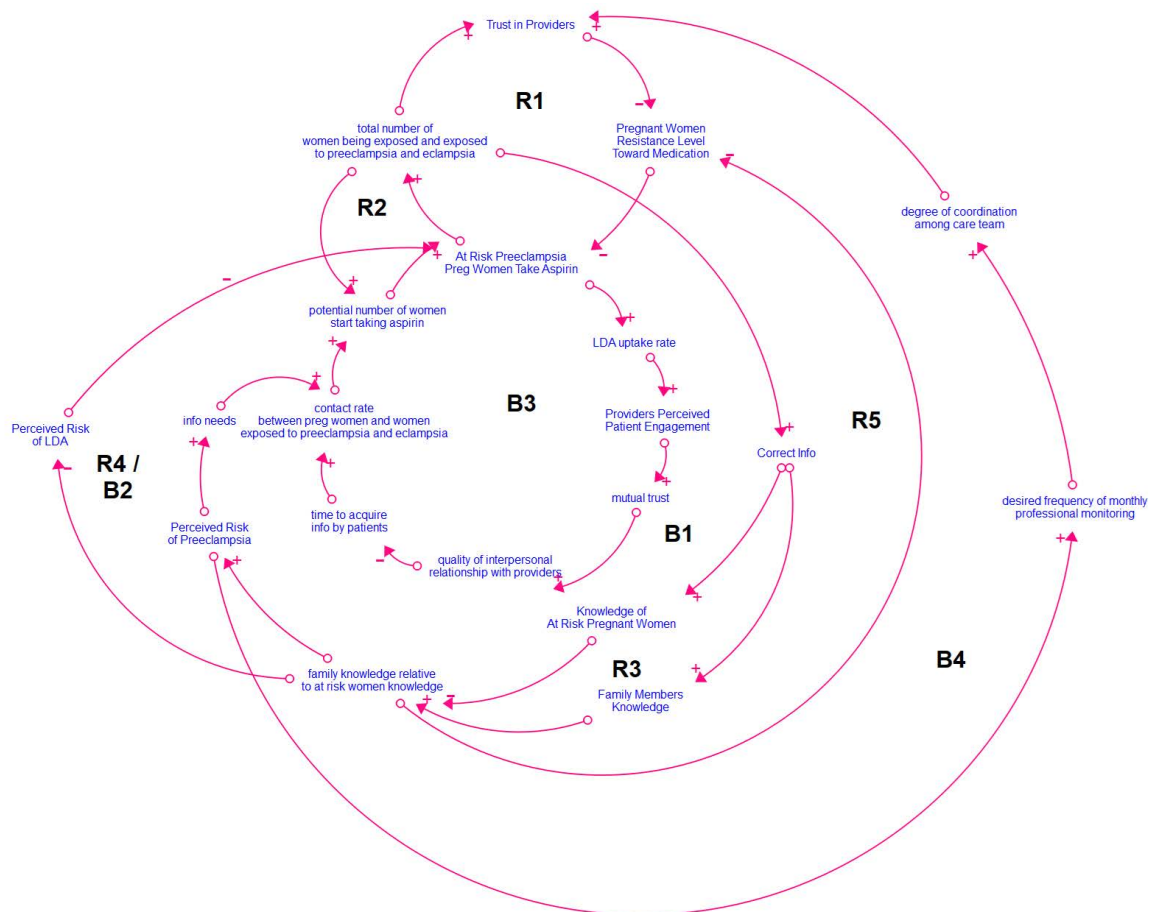 Trust in Providers
R1
total number of
women being exposed and exposed
to preeclampsia and eclampsia
Pregnant Women
Resistance Level
Toward Medication
R2
degree of coordination
among care team
At Risk Preeclampsia
Preg Women Take Aspirin
potential number of women
start taking aspirin
LDA uptake rate
contact rate
between preg women and women
exposed to preeclampsia and eclampsia
B3
info needs
Providers Perceived
Patient Engagement
R5
Perceived Risk
of LDA
Correct Info
R4 /
B2
mutual trust
desired frequency of monthly
professional monitoring
time to acquire
info by patients
Perceived Risk
of Preeclampsia
B1
quality of interpersonal
relationship with providers
Knowledge of
At Risk Pregnant Women
R3
B4
family knowledge relative
to at risk women knowledge
Family Members
Knowledge